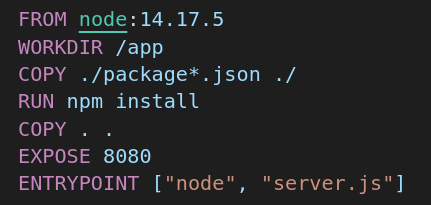 FROM node:14.17.5
WORKDIR /app
COPY ./package*.json ./
RUN npm install
COPY . .
EXPOSE 8080
ENTRYPOINT ["node", "server.js"]